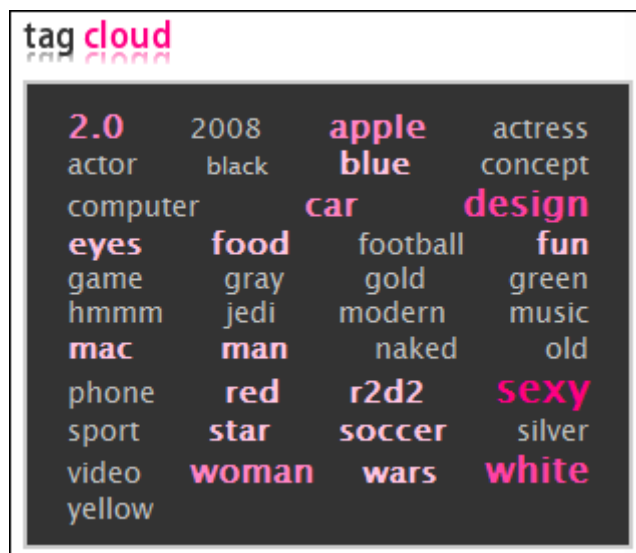 tag cloud
2.0 2008 apple actress
actor black blue concept
computer car design
eyes food football fun
game gray gold green
hmmm jedi modern music
mac man naked old
phone red r2d2 sexy
sport star soccer silver
video woman wars white
yellow